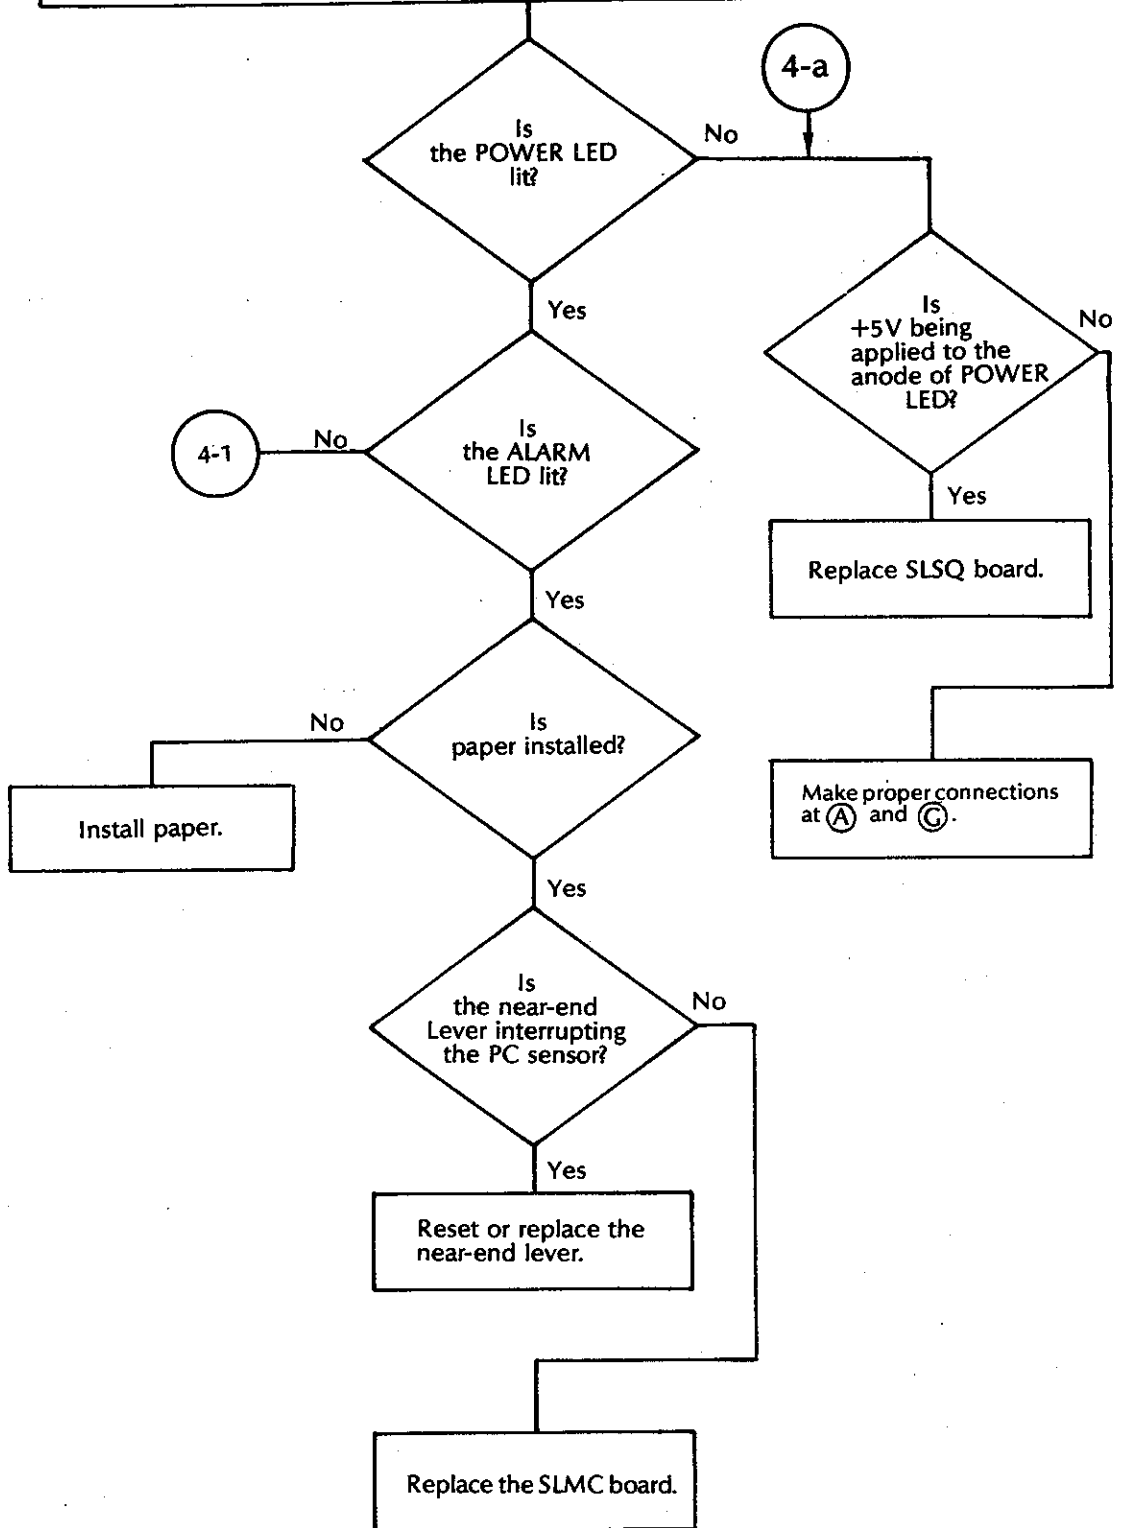 4-a
Is
the POWER LED
lit?
No
Yes
Is
+5V being
applied to the
anode of POWER
LED?
No
Yes
Replace SLSQ board.
Make proper connections
at Ⓐ and Ⓖ.
Is
the ALARM
LED lit?
No
4-1
Yes
Is
paper installed?
No
Install paper.
Yes
Is
the near-end
Lever interrupting
the PC sensor?
No
Yes
Reset or replace the
near-end lever.
Replace the SLMC board.